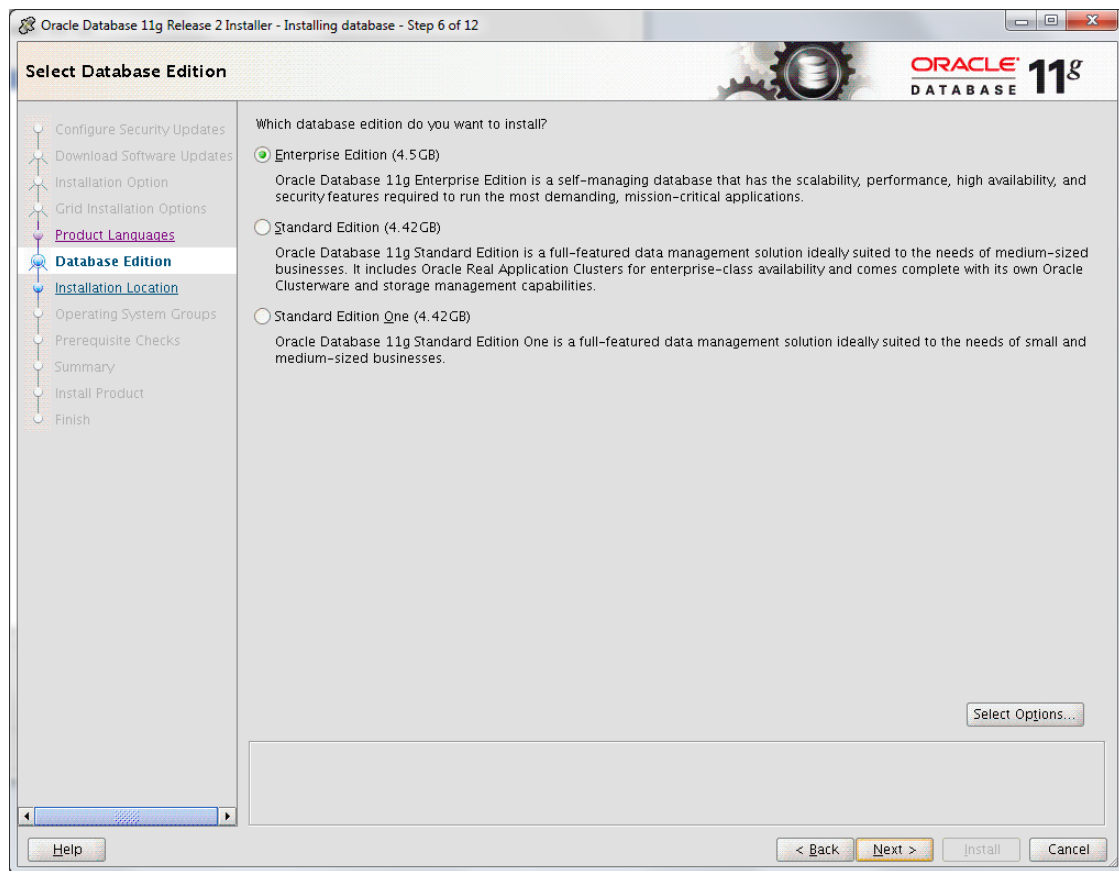 Oracle Database 11g Release 2 Installer - Installing database - Step 6 of 12
Select Database Edition
ORACLE
DATABASE
11g
Configure Security Updates
Download Software Updates
Installation Option
Grid Installation Options
Product Languages
Database Edition
Installation Location
Operating System Groups
Prerequisite Checks
Summary
Install Product
Finish
Which database edition do you want to install?
Enterprise Edition (4.5GB)
Oracle Database 11g Enterprise Edition is a self-managing database that has the scalability, performance, high availability, and
security features required to run the most demanding, mission-critical applications.
Standard Edition (4.42GB)
Oracle Database 11g Standard Edition is a full-featured data management solution ideally suited to the needs of medium-sized
businesses. It includes Oracle Real Application Clusters for enterprise-class availability and comes complete with its own Oracle
Clusterware and storage management capabilities.
Standard Edition One (4.42GB)
Oracle Database 11g Standard Edition One is a full-featured data management solution ideally suited to the needs of small and
medium-sized businesses.
Select Options...
Help
< Back
Next >
Install
Cancel